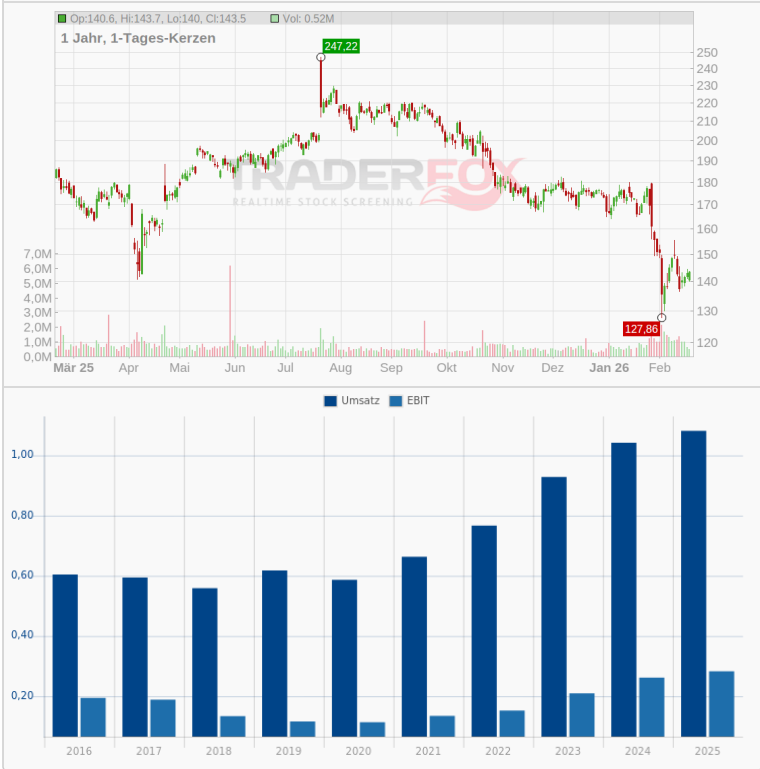 Op:140.6, Hi:143.7, Lo:140, Cl:143.5 Vol: 0.52M
1 Jahr, 1-Tages-Kerzen
247,22
250
240
230
220
210
200
190
180
170
160
150
140
130
120
TRADERFOX
REALTIME STOCK SCREENING
7,0M
6,0M
5,0M
4,0M
3,0M
2,0M
1,0M
0,0M
127,86
Mär 25 Apr Mai Jun Jul Aug Sep Okt Nov Dez Jan 26 Feb
Umsatz EBIT
1,00
0,80
0,60
0,40
0,20
2016 2017 2018 2019 2020 2021 2022 2023 2024 2025